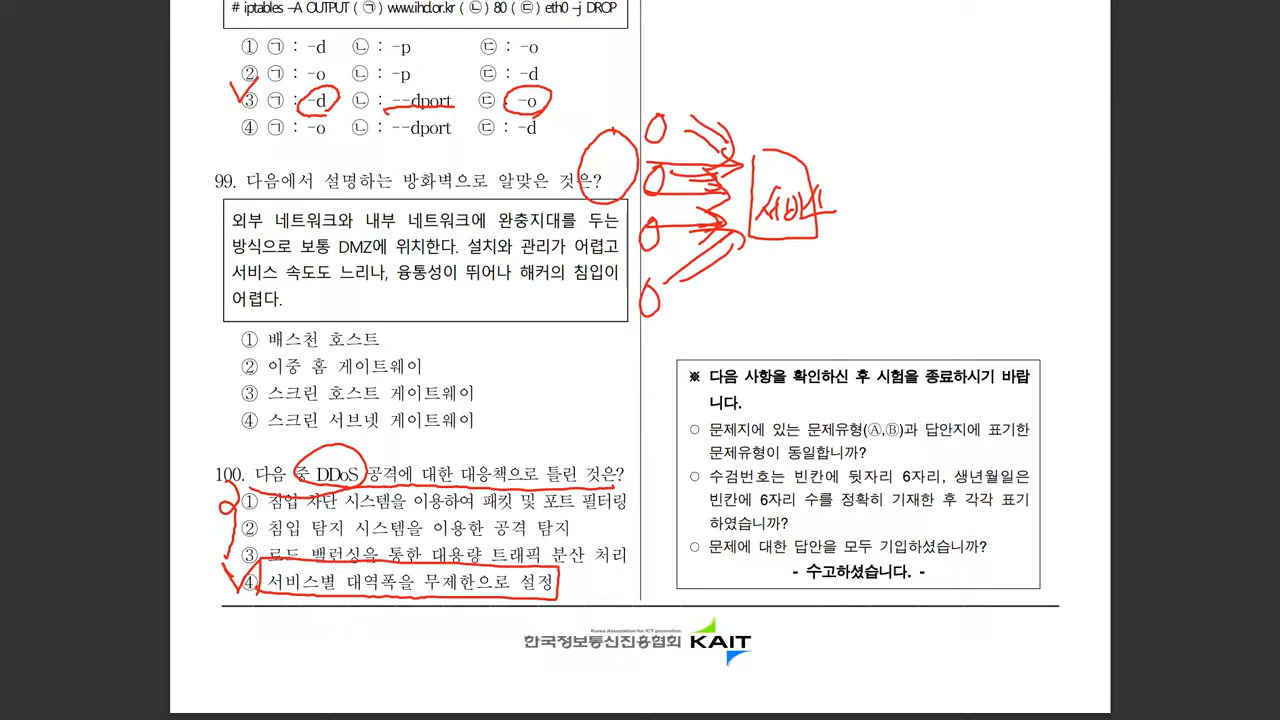 # iptables –A OUTPUT ( ㉠ ) www.ihd.or.kr ( ㉡ ) 80 ( ㉢ ) eth0 –j DROP
① ㉠ : -d ㉡ : -p ㉢ : -o
② ㉠ : -o ㉡ : -p ㉢ : -d
③ ㉠ : -d ㉡ : --dport ㉢ : -o
④ ㉠ : -o ㉡ : --dport ㉢ : -d
99. 다음에서 설명하는 방화벽으로 알맞은 것은?
외부 네트워크와 내부 네트워크에 완충지대를 두는
방식으로 보통 DMZ에 위치한다. 설치와 관리가 어렵고
서비스 속도도 느리나, 융통성이 뛰어나 해커의 침입이
어렵다.
① 배스천 호스트
② 이중 홈 게이트웨이
③ 스크린 호스트 게이트웨이
④ 스크린 서브넷 게이트웨이
100. 다음 중 DDoS 공격에 대한 대응책으로 틀린 것은?
① 침입 차단 시스템을 이용하여 패킷 및 포트 필터링
② 침입 탐지 시스템을 이용한 공격 탐지
③ 로드 밸런싱을 통한 대용량 트래픽 분산 처리
④ 서비스별 대역폭을 무제한으로 설정
서비스
※ 다음 사항을 확인하신 후 시험을 종료하시기 바랍
니다.
○ 문제지에 있는 문제유형(Ⓐ,Ⓑ)과 답안지에 표기한
문제유형이 동일합니까?
○ 수검번호는 빈칸에 뒷자리 6자리, 생년월일은
빈칸에 6자리 수를 정확히 기재한 후 각각 표기
하였습니까?
○ 문제에 대한 답안을 모두 기입하셨습니까?
- 수고하셨습니다. -
Korea Association for ICT promotion
한국정보통신진흥협회 KAIT